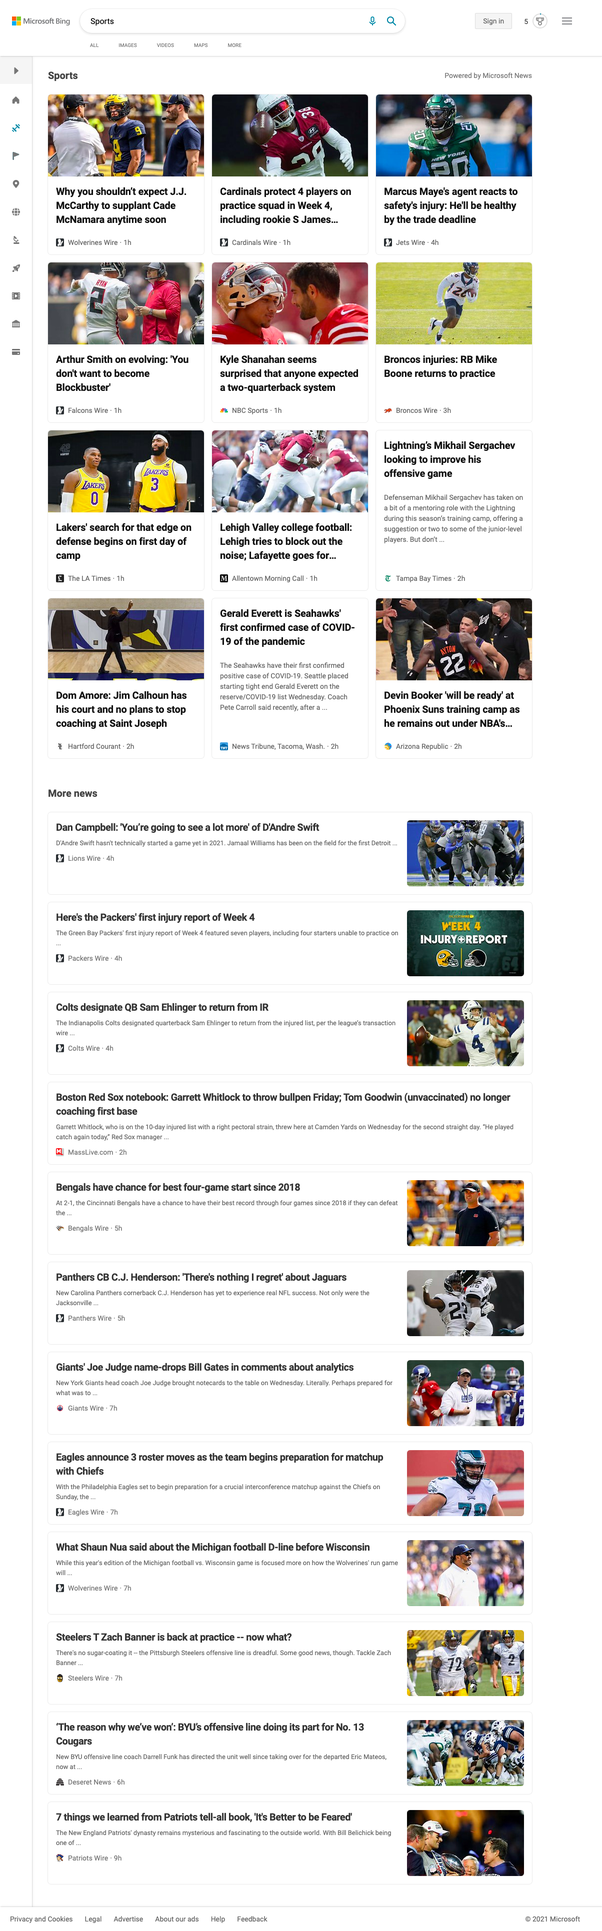 Microsoft Bing
Sports
Sign in
5
ALL
IMAGES
VIDEOS
MAPS
MORE
Sports
Powered by Microsoft News
Why you shouldn't expect J.J.
McCarthy to supplant Cade
McNamara anytime soon
Wolverines Wire · 1h
Cardinals protect 4 players on
practice squad in Week 4,
including rookie S James...
Cardinals Wire · 1h
Marcus Maye's agent reacts to
safety's injury: He'll be healthy
by the trade deadline
Jets Wire · 4h
Arthur Smith on evolving: 'You
don't want to become
Blockbuster'
Falcons Wire · 1h
Kyle Shanahan seems
surprised that anyone expected
a two-quarterback system
NBC Sports · 1h
Broncos injuries: RB Mike
Boone returns to practice
Broncos Wire · 3h
Lakers' search for that edge on
defense begins on first day of
camp
The LA Times · 1h
Lehigh Valley college football:
Lehigh tries to block out the
noise; Lafayette goes for...
Allentown Morning Call · 1h
Lightning's Mikhail Sergachev
looking to improve his
offensive game
Defenseman Mikhail Sergachev has taken on
a bit of a mentoring role with the Lightning
during this season's training camp, offering a
suggestion or two to some of the junior-level
players. But don't ...
Tampa Bay Times · 2h
Dom Amore: Jim Calhoun has
his court and no plans to stop
coaching at Saint Joseph
Hartford Courant · 2h
Gerald Everett is Seahawks'
first confirmed case of COVID-
19 of the pandemic
The Seahawks have their first confirmed
positive case of COVID-19. Seattle placed
starting tight end Gerald Everett on the
reserve/COVID-19 list Wednesday. Coach
Pete Carroll said recently, after a ...
News Tribune, Tacoma, Wash. · 2h
Devin Booker 'will be ready' at
Phoenix Suns training camp as
he remains out under NBA's...
Arizona Republic · 2h
More news
Dan Campbell: 'You're going to see a lot more' of D'Andre Swift
D'Andre Swift hasn't technically started a game yet in 2021. Jamaal Williams has been on the field for the first Detroit ...
Lions Wire · 4h
Here's the Packers' first injury report of Week 4
The Green Bay Packers' first injury report of Week 4 featured seven players, including four starters unable to practice on
...
Packers Wire · 4h
WEEK 4
INJURY REPORT
Colts designate QB Sam Ehlinger to return from IR
The Indianapolis Colts designated quarterback Sam Ehlinger to return from the injured list, per the league's transaction
wire ...
Colts Wire · 4h
Boston Red Sox notebook: Garrett Whitlock to throw bullpen Friday; Tom Goodwin (unvaccinated) no longer
coaching first base
Garrett Whitlock, who is on the 10-day injured list with a right pectoral strain, threw here at Camden Yards on Wednesday for the second straight day. "He played
catch again today," Red Sox manager ...
MassLive.com · 2h
Bengals have chance for best four-game start since 2018
At 2-1, the Cincinnati Bengals have a chance to have their best record through four games since 2018 if they can defeat
the ...
Bengals Wire · 5h
Panthers CB C.J. Henderson: 'There's nothing I regret' about Jaguars
New Carolina Panthers cornerback C.J. Henderson has yet to experience real NFL success. Not only were the
Jacksonville ...
Panthers Wire · 5h
Giants' Joe Judge name-drops Bill Gates in comments about analytics
New York Giants head coach Joe Judge brought notecards to the table on Wednesday. Literally. Perhaps prepared for
what was to ...
Giants Wire · 7h
Eagles announce 3 roster moves as the team begins preparation for matchup
with Chiefs
With the Philadelphia Eagles set to begin preparation for a crucial interconference matchup against the Chiefs on
Sunday, the ...
Eagles Wire · 7h
What Shaun Nua said about the Michigan football D-line before Wisconsin
While this year's edition of the Michigan football vs. Wisconsin game is focused more on how the Wolverines' run game
will ...
Wolverines Wire · 7h
Steelers T Zach Banner is back at practice -- now what?
There's no sugar-coating it -- the Pittsburgh Steelers offensive line is dreadful. Some good news, though. Tackle Zach
Banner ...
Steelers Wire · 7h
'The reason why we've won': BYU's offensive line doing its part for No. 13
Cougars
New BYU offensive line coach Darrell Funk has directed the unit well since taking over for the departed Eric Mateos,
now at ...
Deseret News · 6h
7 things we learned from Patriots tell-all book, 'It's Better to be Feared'
The New England Patriots' dynasty remains mysterious and fascinating to the outside world. With Bill Belichick being
one of ...
Patriots Wire · 9h
Privacy and Cookies
Legal
Advertise
About our ads
Help
Feedback
© 2021 Microsoft